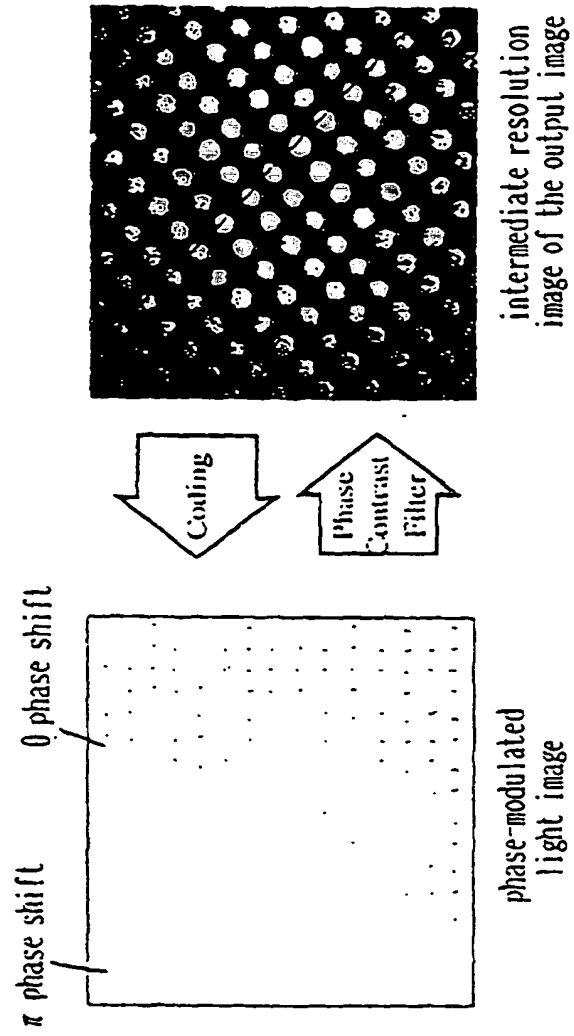 π phase shift
0 phase shift
phase-modulated
light image
Coding
Phase
Contrast
Filter
intermediate resolution
image of the output image